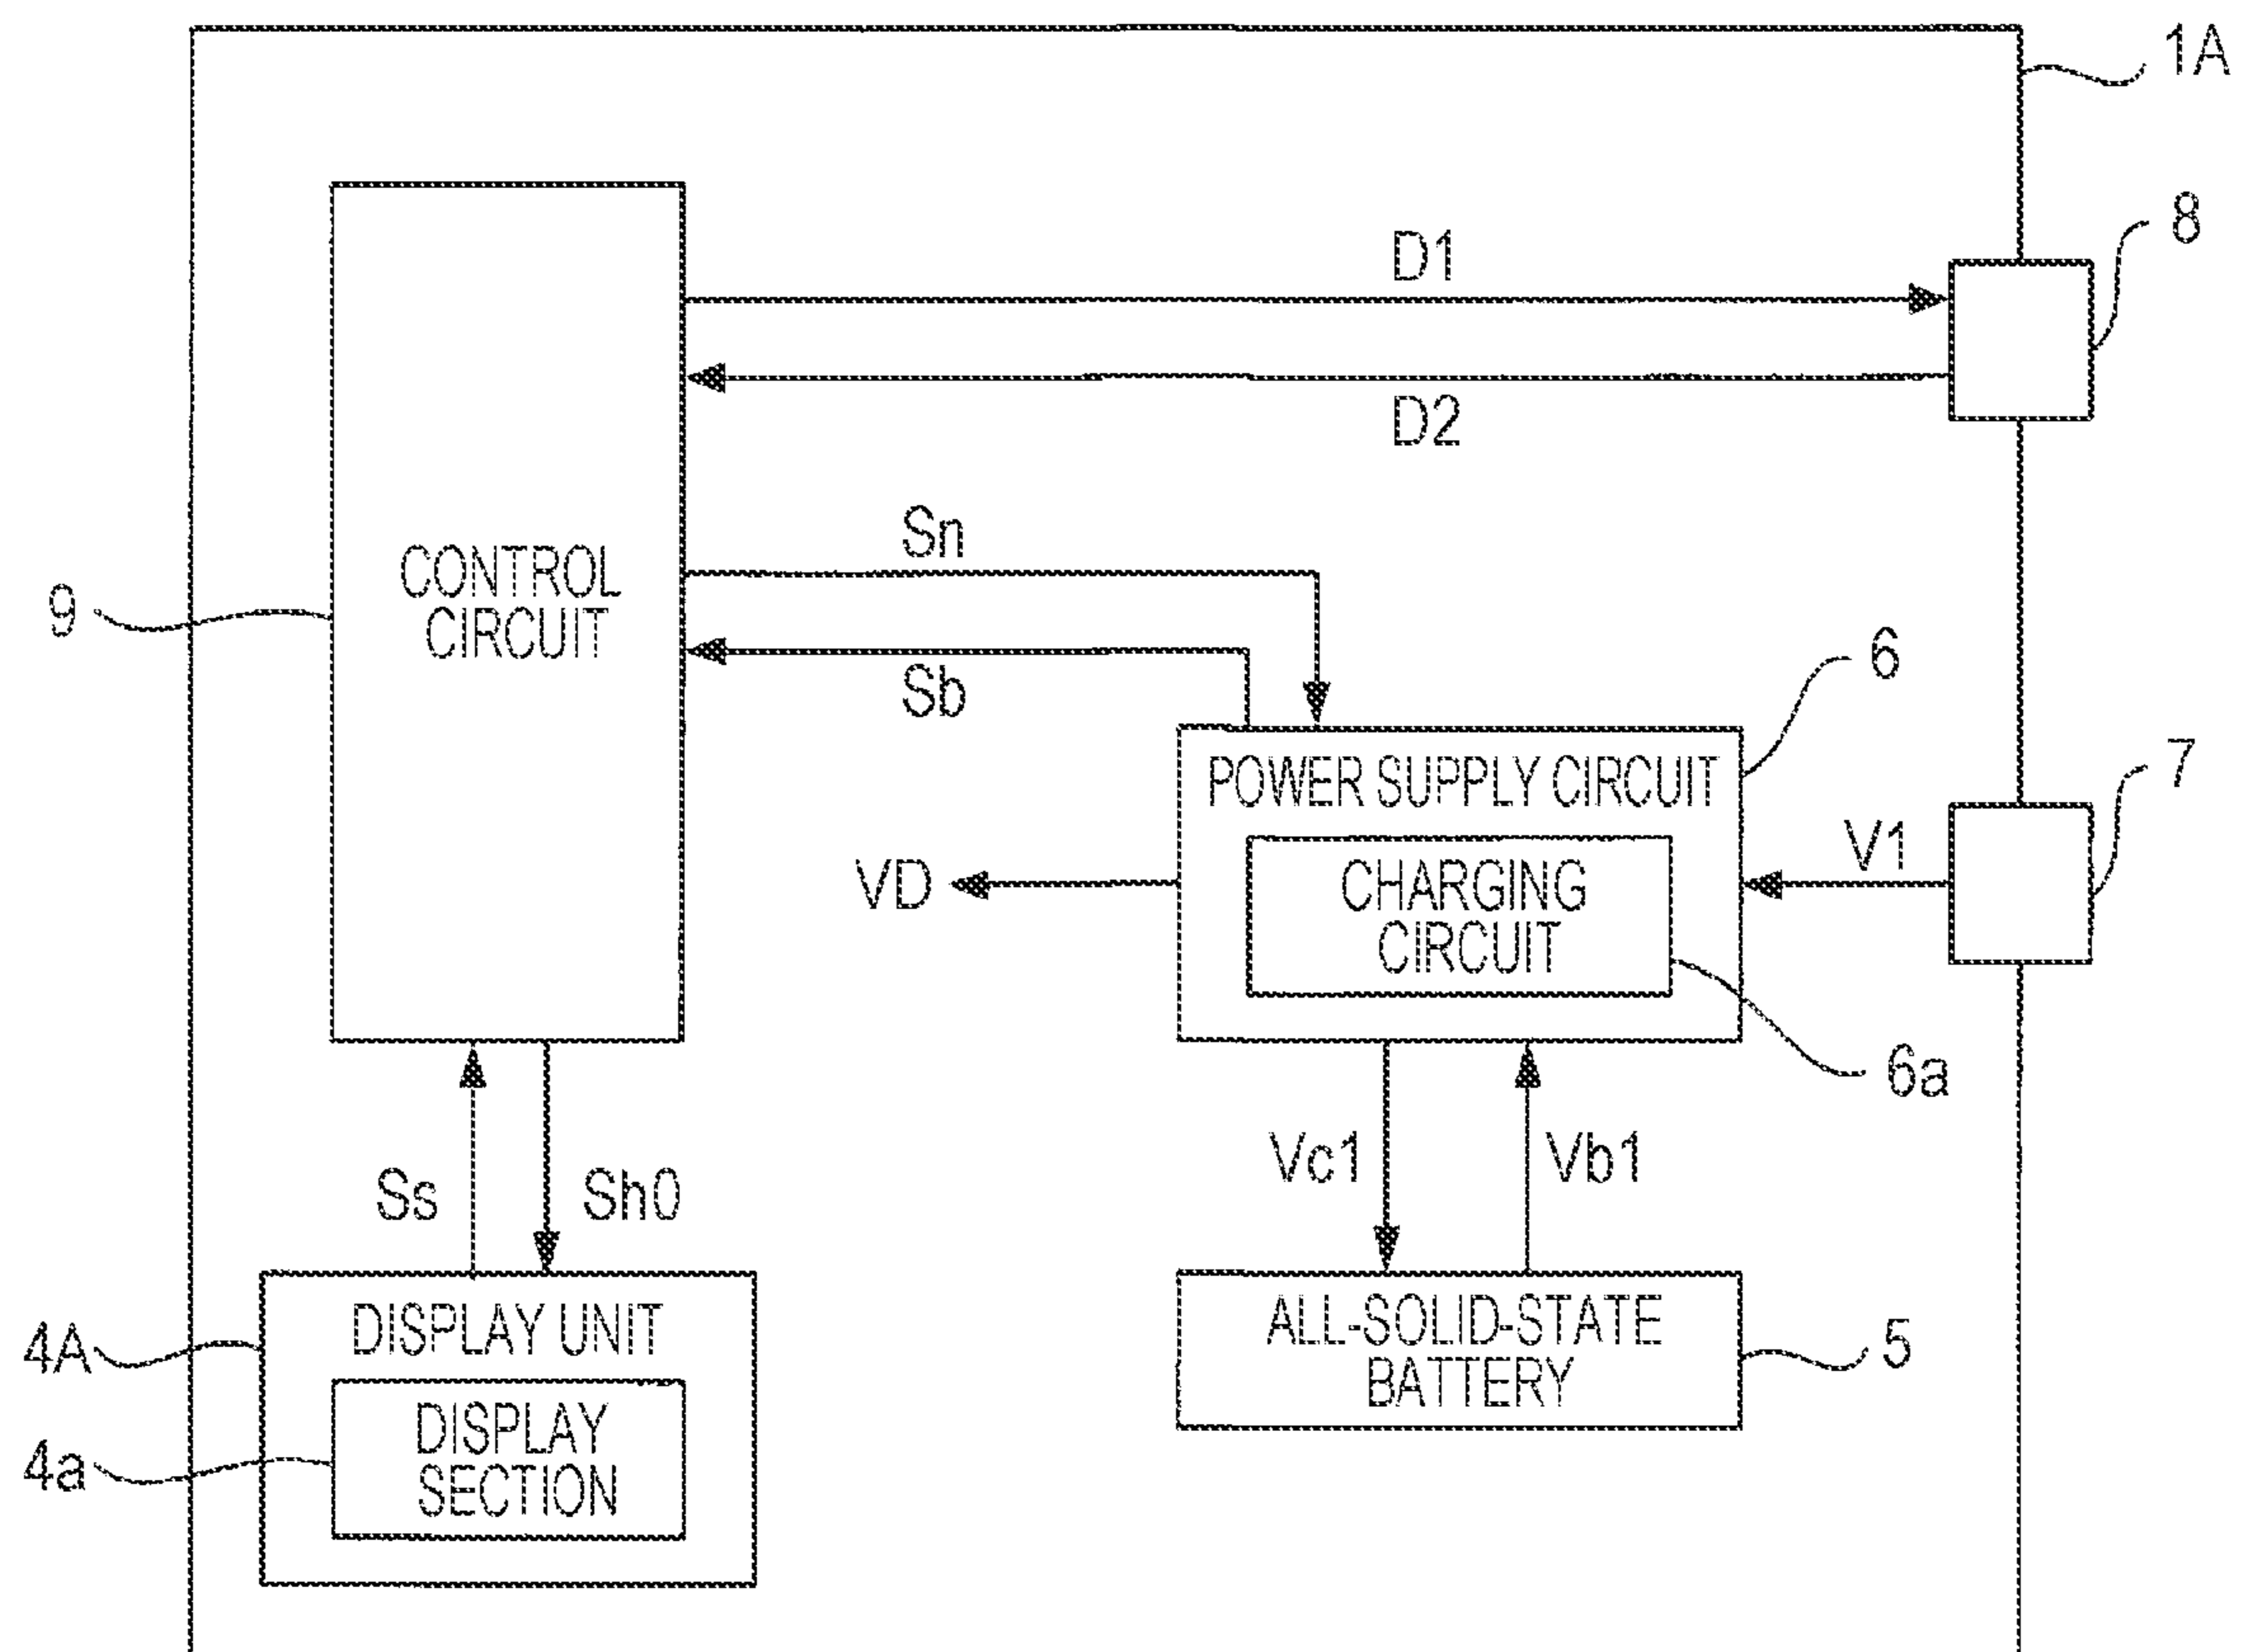 1A
8
D1
D2
CONTROL
CIRCUIT
9
Sn
Sb
6
POWER SUPPLY CIRCUIT
7
V1
VD
CHARGING
CIRCUIT
6a
Ss
Sh0
Vc1
Vb1
4A
DISPLAY UNIT
ALL-SOLID-STATE
BATTERY
5
4a
DISPLAY
SECTION